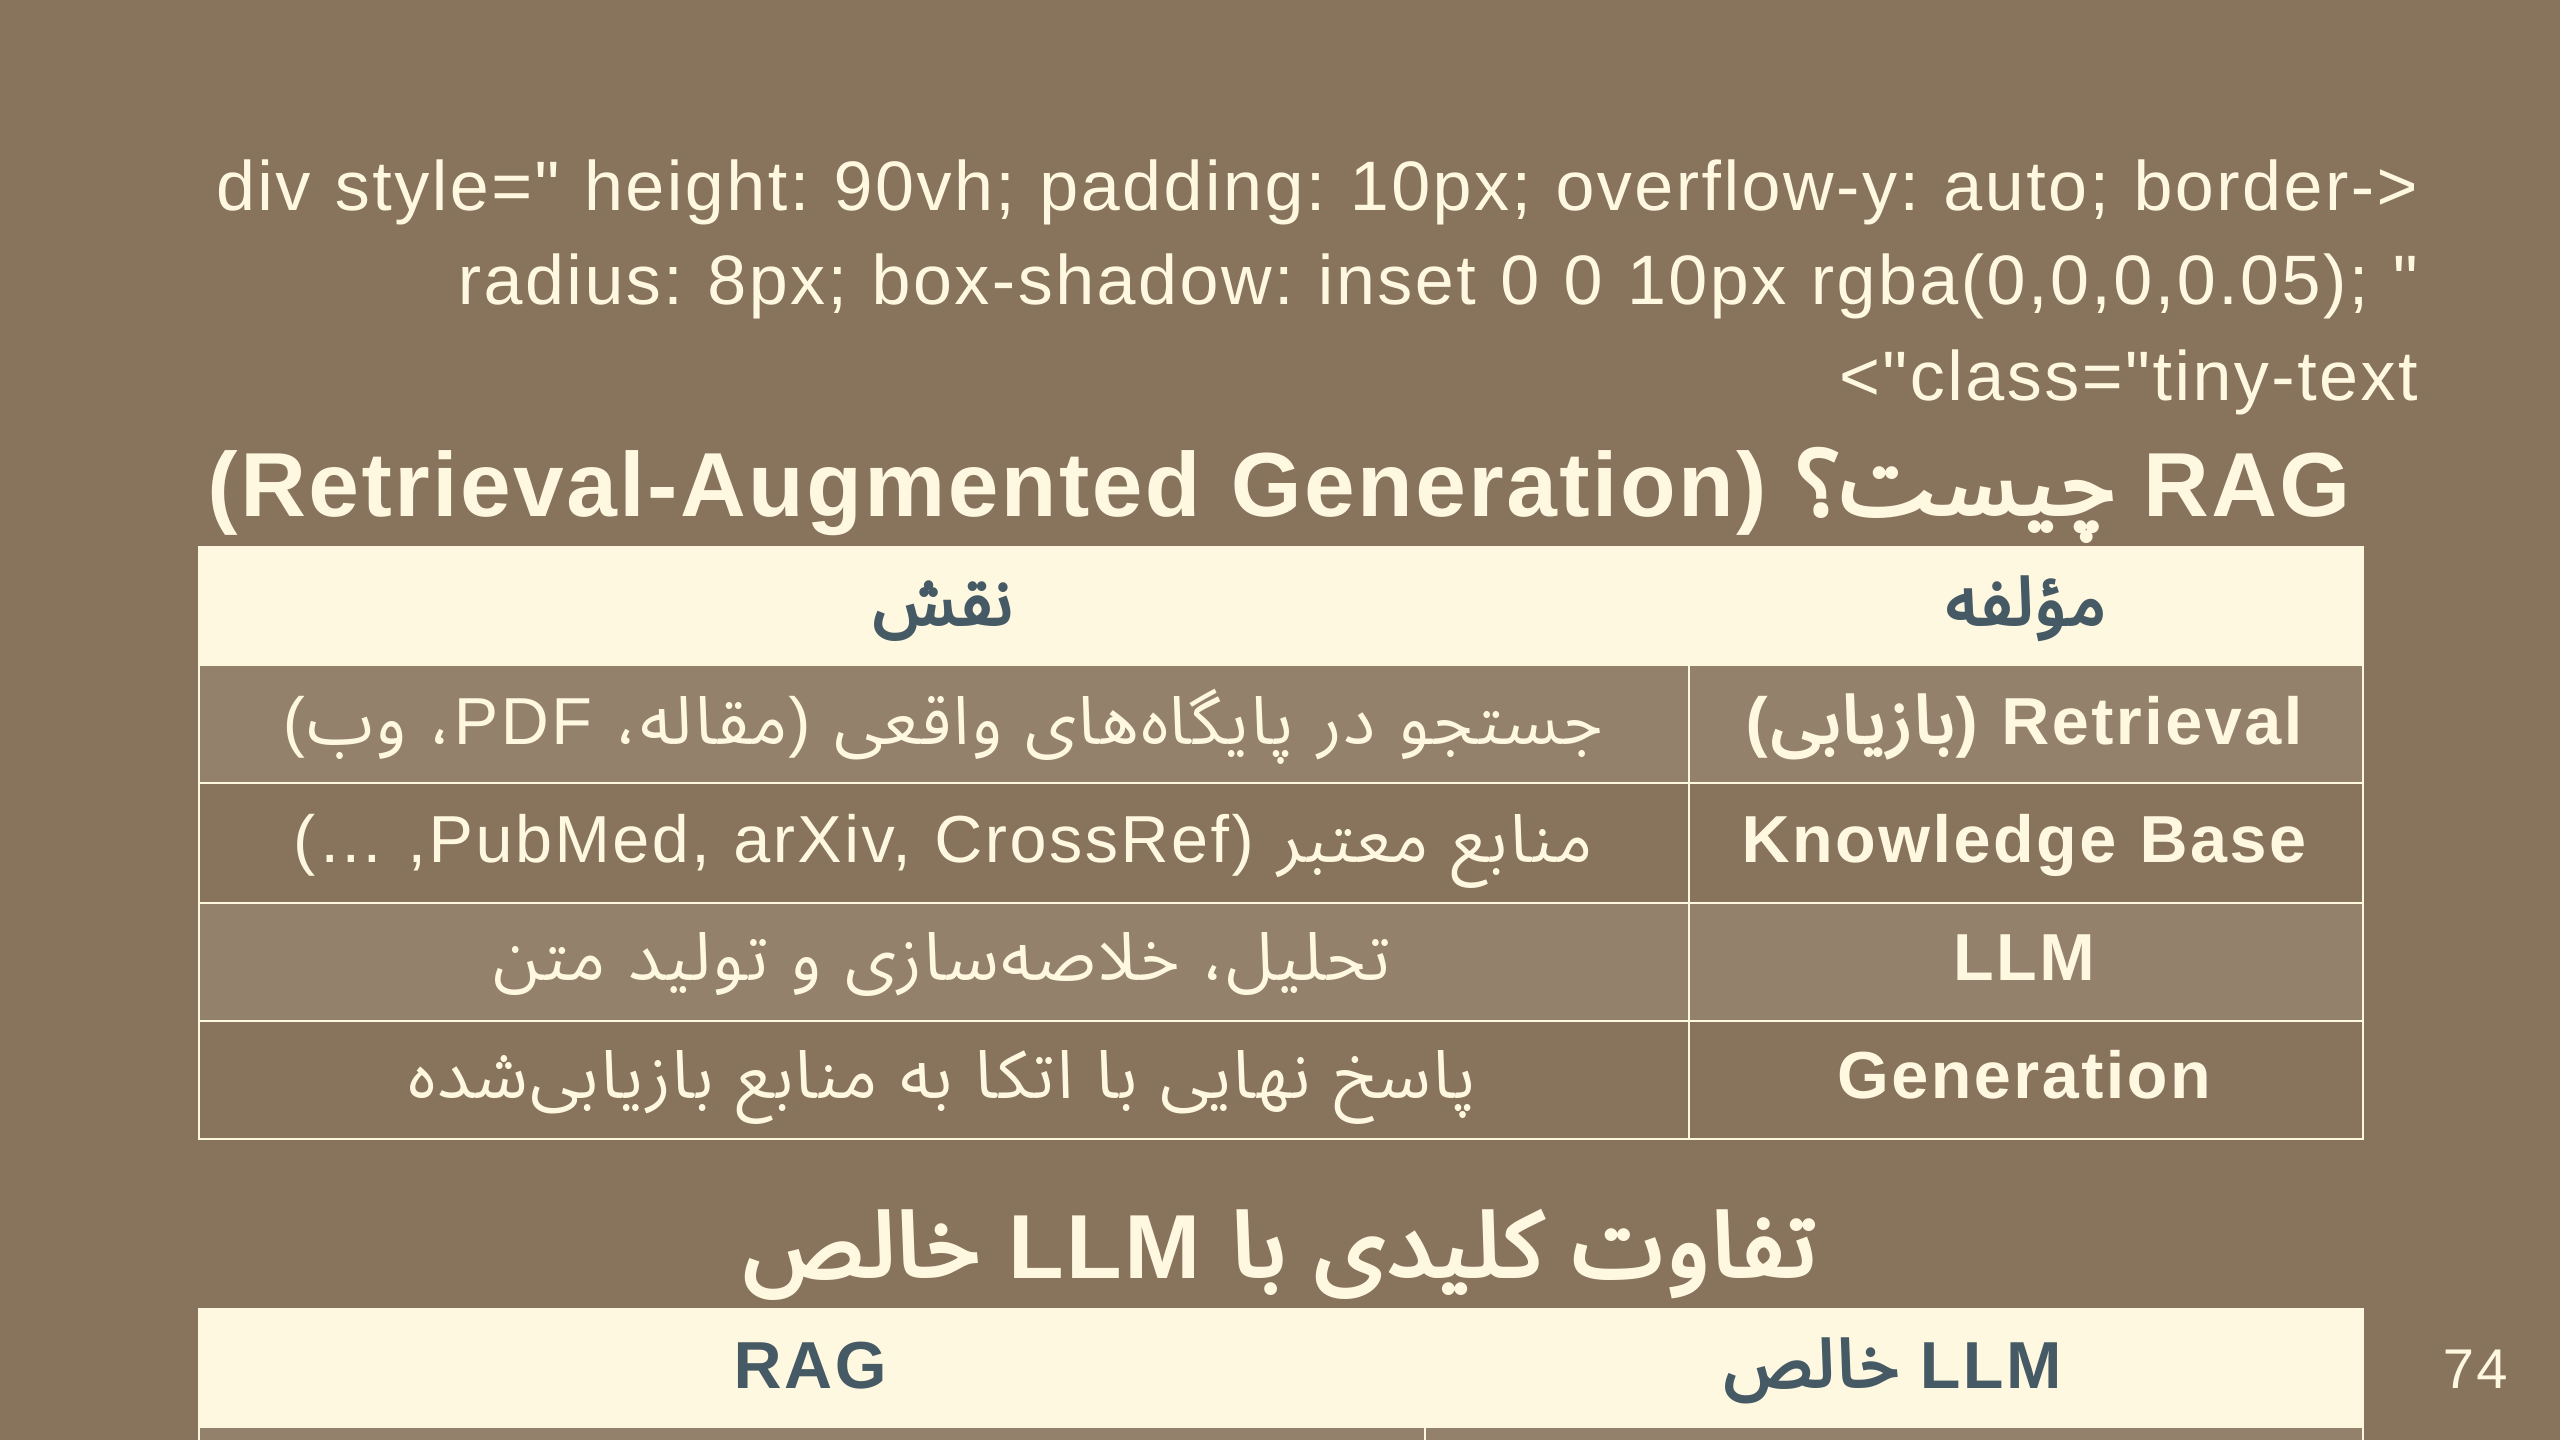 <div style=" height: 90vh; padding: 10px; overflow-y: auto; border-
radius: 8px; box-shadow: inset 0 0 10px rgba(0,0,0,0.05); "
class="tiny-text">
RAG چیست؟ (Retrieval-Augmented Generation)
مؤلفه نقش
Retrieval (بازیابی) جستجو در پایگاه‌های واقعی (مقاله، PDF، وب)
Knowledge Base منابع معتبر (PubMed, arXiv, CrossRef, ...)
LLM تحلیل، خلاصه‌سازی و تولید متن
Generation پاسخ نهایی با اتکا به منابع بازیابی‌شده
تفاوت کلیدی با LLM خالص
LLM خالص RAG
74